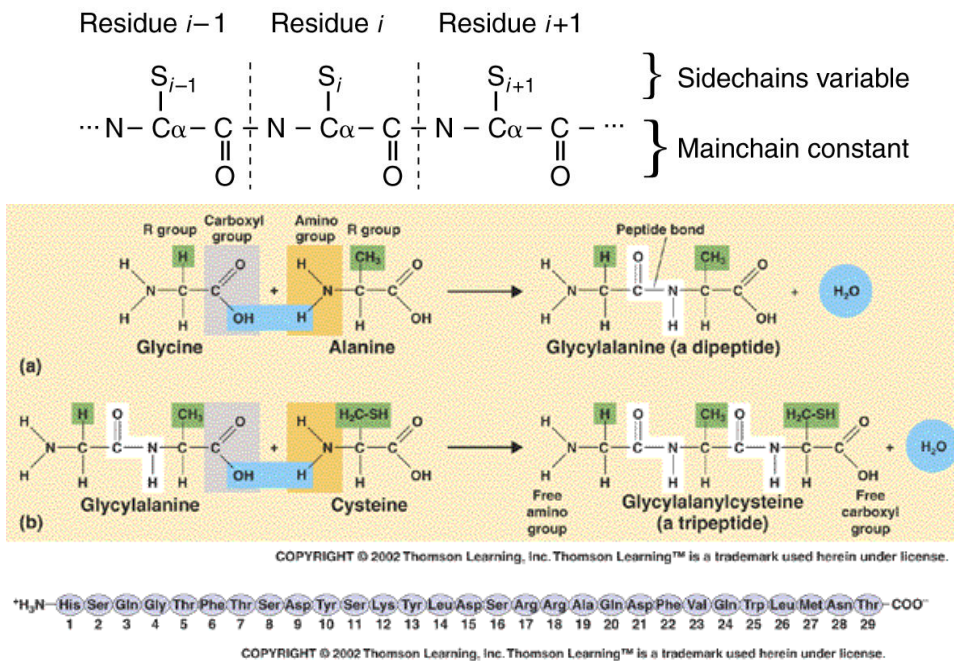 Residue i–1 Residue i Residue i+1
S i–1 S i S i+1 } Sidechains variable
··· N – Cα – C – N – Cα – C – N – Cα – C – ··· } Mainchain constant
O O O
R group Carboxyl group Amino group R group Peptide bond
H O H CH₃ H O CH₃
H O H O
N—C—C + N—C—C → N—C—C—N—C—C + H₂O
H H OH H H OH H H H H OH
Glycine Alanine Glycylalanine (a dipeptide)
(a)
H O CH₃ O H H₂C-SH O H O CH₃ O H₂C-SH O
N—C—C—N—C—C + N—C—C → N—C—C—N—C—C—N—C—C + H₂O
H H H H OH H H OH H H H H H H OH
Glycylalanine Cysteine Free amino group Glycylalanylcysteine (a tripeptide) Free carboxyl group
(b)
COPYRIGHT © 2002 Thomson Learning, Inc. Thomson Learning™ is a trademark used herein under license.
⁺H₃N—His Ser Gln Gly Thr Phe Thr Ser Asp Tyr Ser Lys Tyr Leu Asp Ser Arg Arg Ala Gln Asp Phe Val Gln Trp Leu Met Asn Thr—COO⁻
1 2 3 4 5 6 7 8 9 10 11 12 13 14 15 16 17 18 19 20 21 22 23 24 25 26 27 28 29
COPYRIGHT © 2002 Thomson Learning, Inc. Thomson Learning™ is a trademark used herein under license.